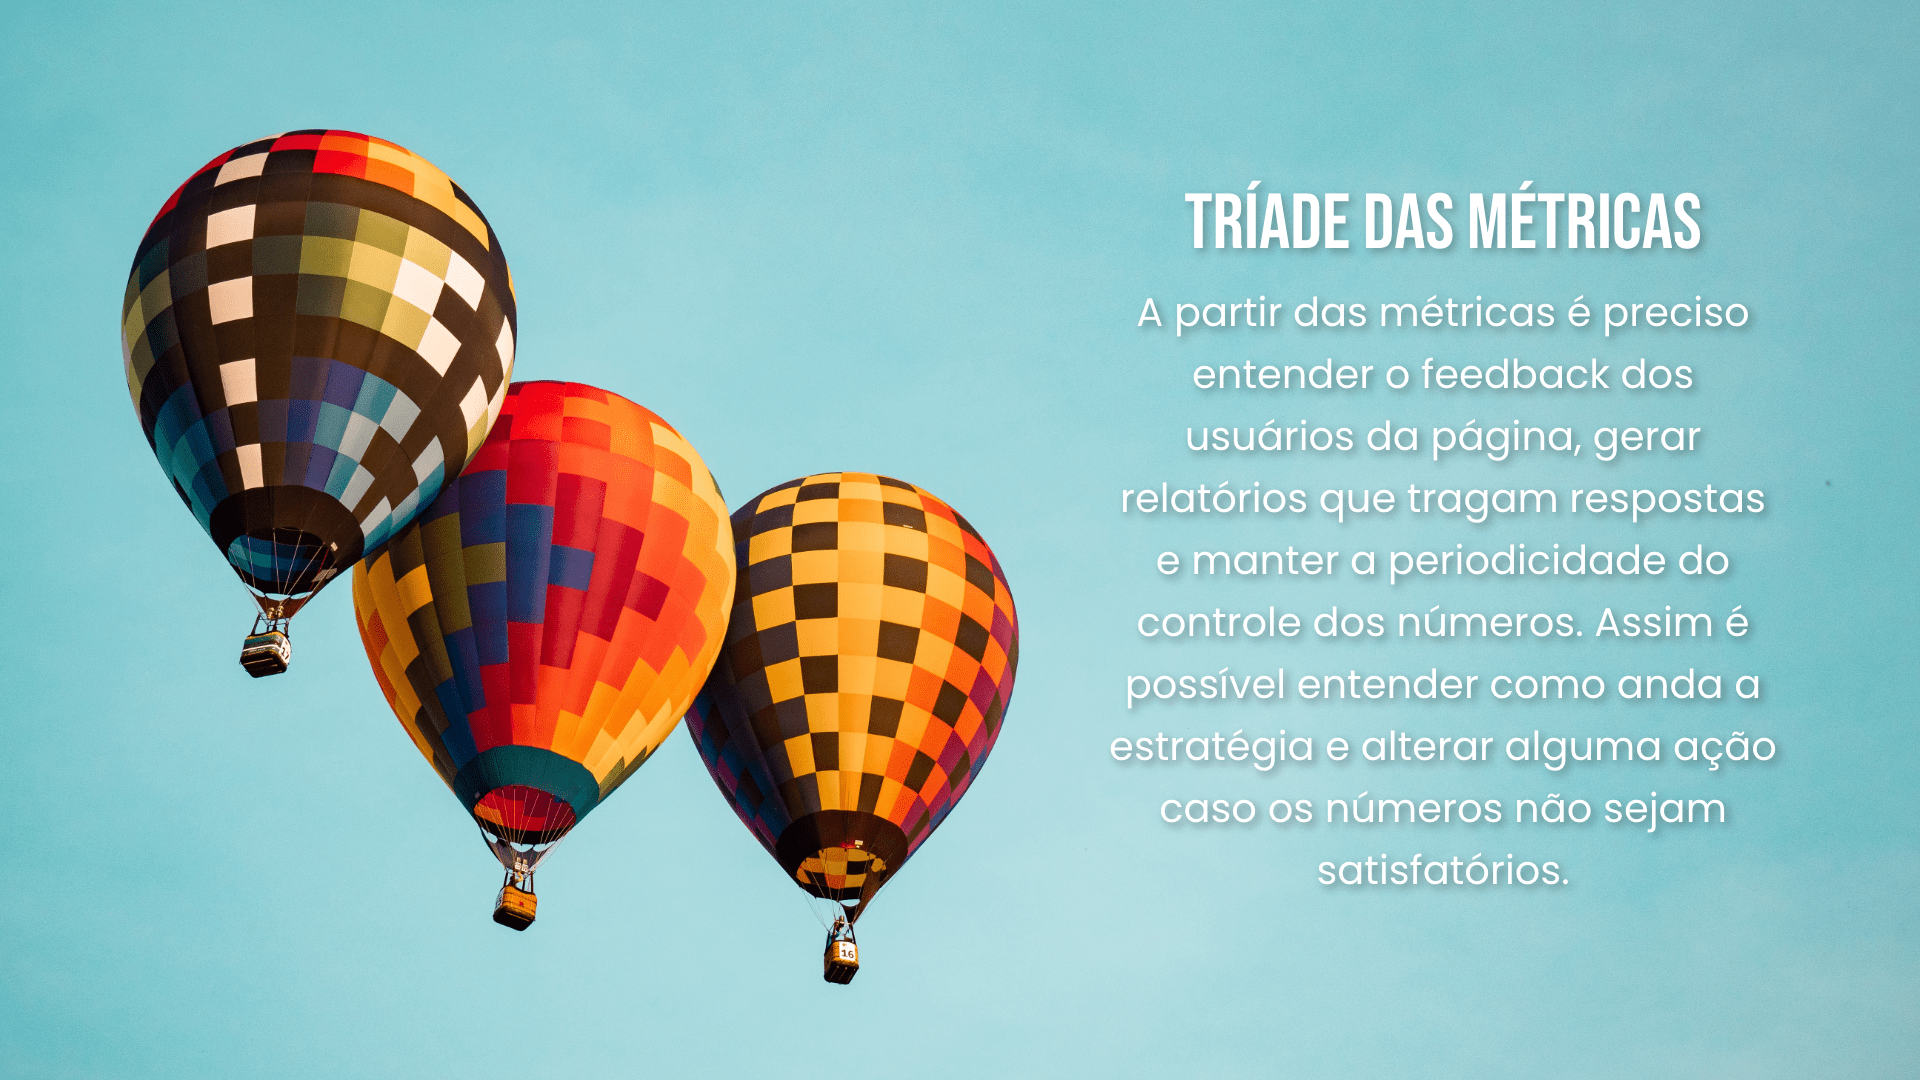 TRÍADE DAS MÉTRICAS
A partir das métricas é preciso
entender o feedback dos
usuários da página, gerar
relatórios que tragam respostas
e manter a periodicidade do
controle dos números. Assim é
possível entender como anda a
estratégia e alterar alguma ação
caso os números não sejam
satisfatórios.
16